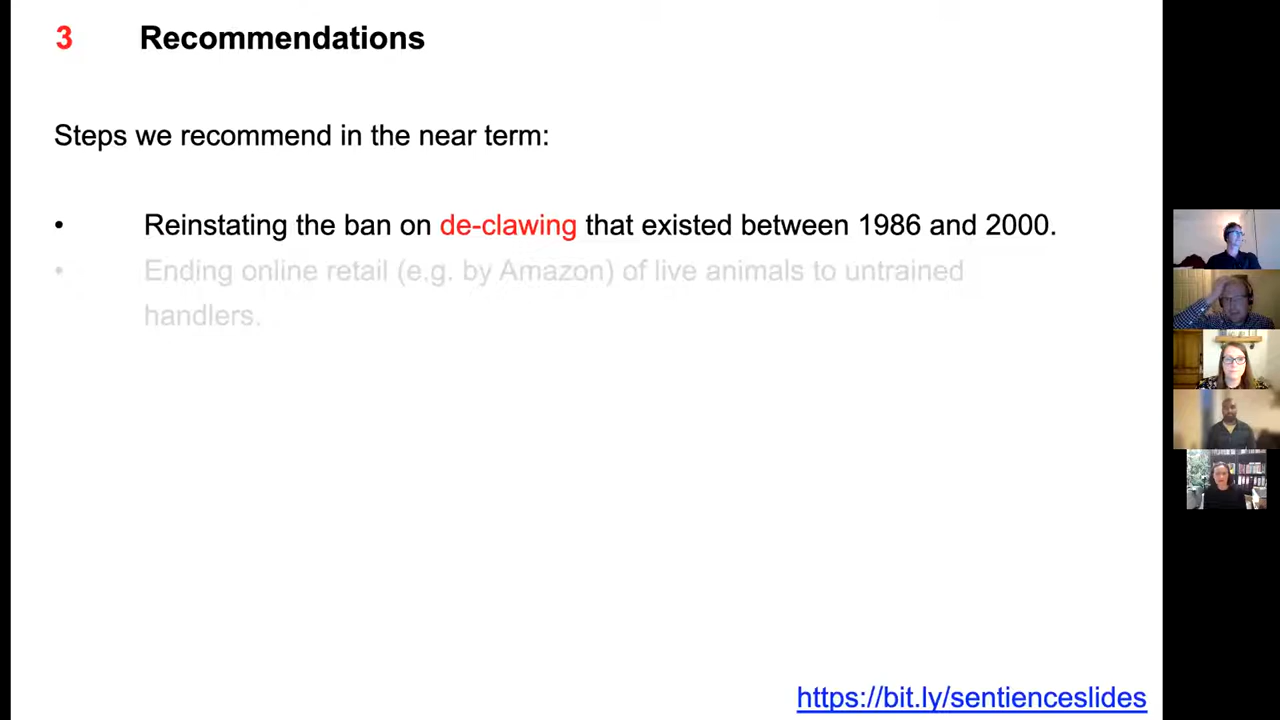 3 Recommendations
Steps we recommend in the near term:
• Reinstating the ban on de-clawing that existed between 1986 and 2000.
• Ending online retail (e.g. by Amazon) of live animals to untrained
handlers.
https://bit.ly/sentienceslides